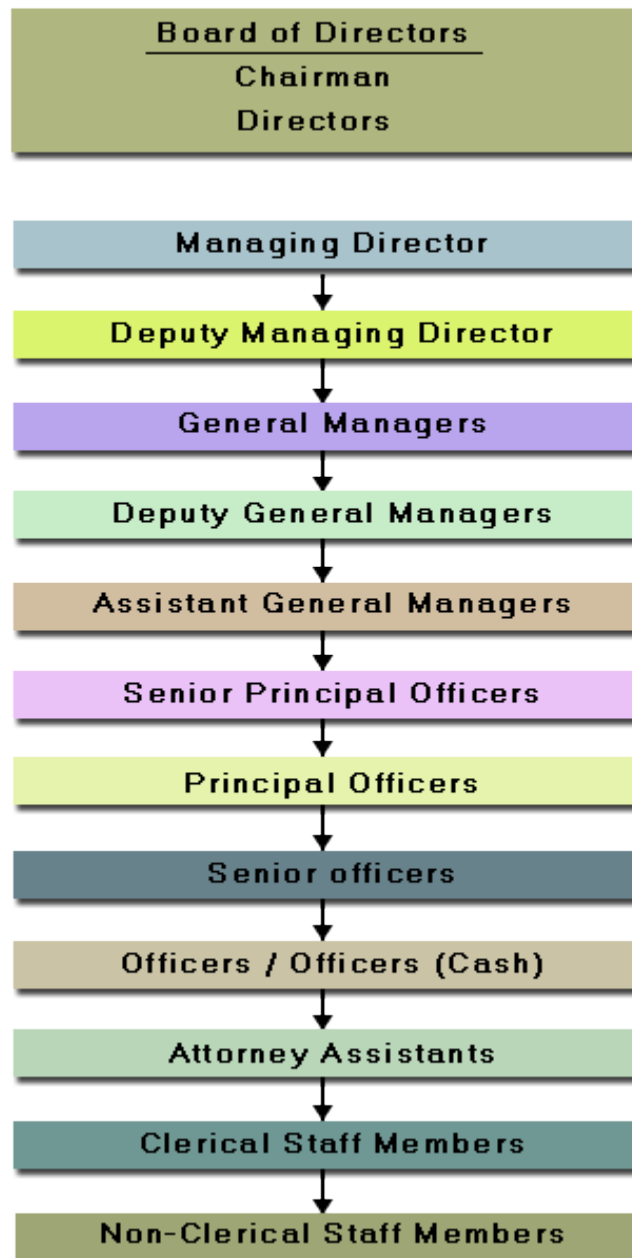 Board of Directors
Chairman
Directors
Managing Director
Deputy Managing Director
General Managers
Deputy General Managers
Assistant General Managers
Senior Principal Officers
Principal Officers
Senior officers
Officers / Officers (Cash)
Attorney Assistants
Clerical Staff Members
Non-Clerical Staff Members